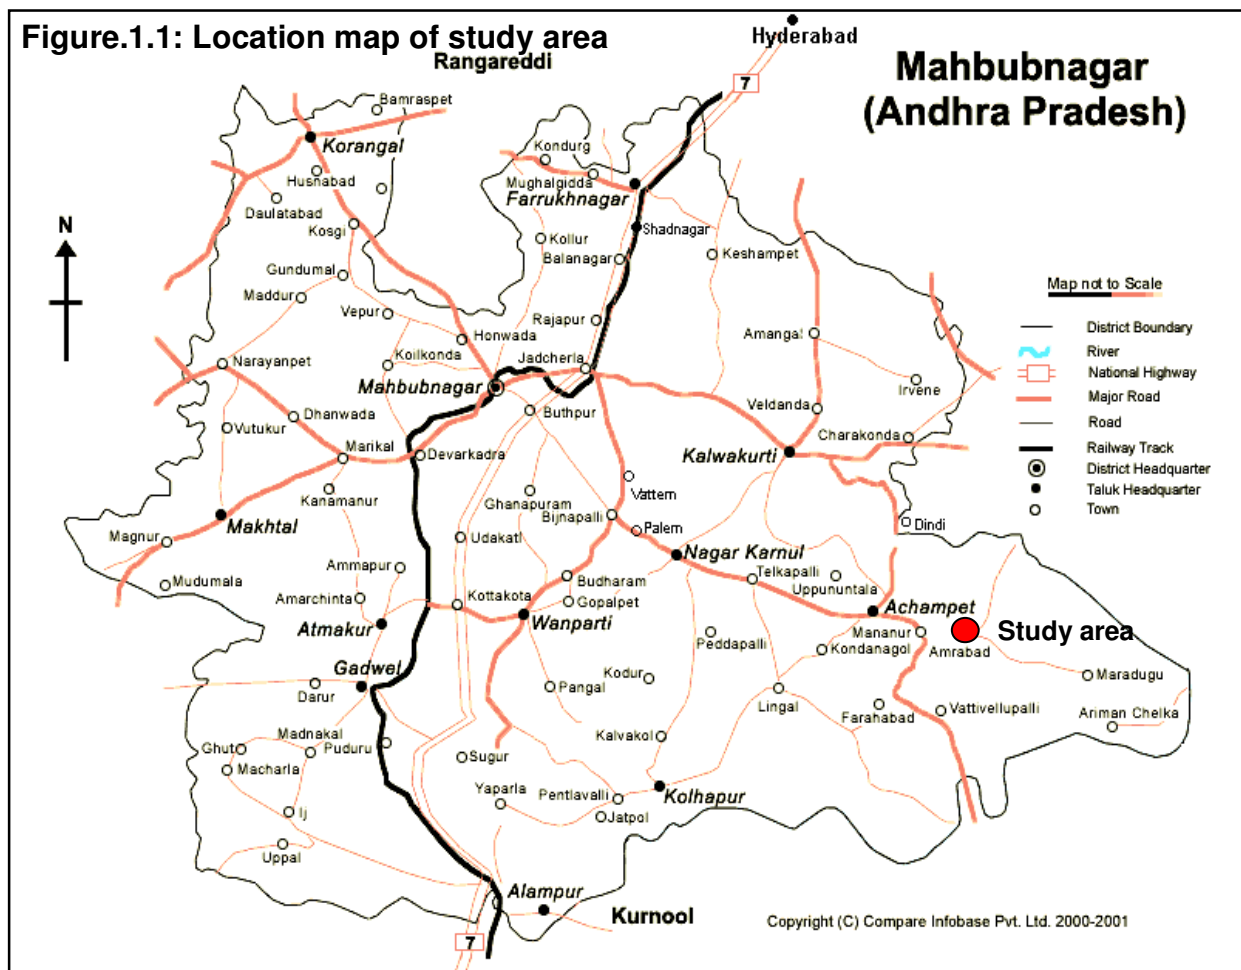 Figure.1.1: Location map of study area
Hyderabad
Rangareddi
7
Mahbubnagar
(Andhra Pradesh)
Bamraspet
Korangal
Kondurg
Husnabad
Mughalgidda
Farrukhnagar
Daulatabad
Kosgi
Shadnagar
N
Kollur
Balanagar
Keshampet
Gundumal
Maddur
Map not to Scale
Vepur
Rajapur
Honwada
Amangal
District Boundary
River
National Highway
Major Road
Road
Railway Track
District Headquarter
Taluk Headquarter
Town
Narayanpet
Koilkonda
Jadcherla
Mahbubnagar
Irvene
Dhanwada
Buthpur
Veldanda
Vutukur
Marikal
Devarkadra
Charakonda
Kalwakurti
Kanamanur
Ghanapuram
Vattem
Bijnapalli
Makhtal
Palem
Dindi
Magnur
Udakatl
Nagar Karnul
Mudumala
Ammapur
Budharam
Telkapalli
Uppununtala
Amarchinta
Kottakota
Gopalpet
Achampet
Atmakur
Wanparti
Peddapalli
Mananur
Study area
Kondanagol
Amrabad
Gadwel
Darur
Pangal
Kodur
Lingal
Maradugu
Farahabad
Vattivellupalli
Ariman Chelka
Madnakal
Ghut
Puduru
Kalvakol
Macharla
Sugur
Yaparla
Pentlavalli
Kolhapur
Ij
Jatpol
Uppal
Alampur
Kurnool
Copyright (C) Compare Infobase Pvt. Ltd. 2000-2001
7